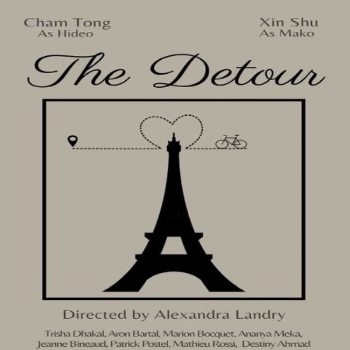 Cham Tong Xin Shu
As Hideo As Mako
The Detour
Directed by Alexandra Landry
Trisha Dhakal, Aron Bartal, Marion Bocquet, Ananya Meka,
Jeanne Bineaud, Patrick Postel, Mathieu Rossi, Destiny Ahmad